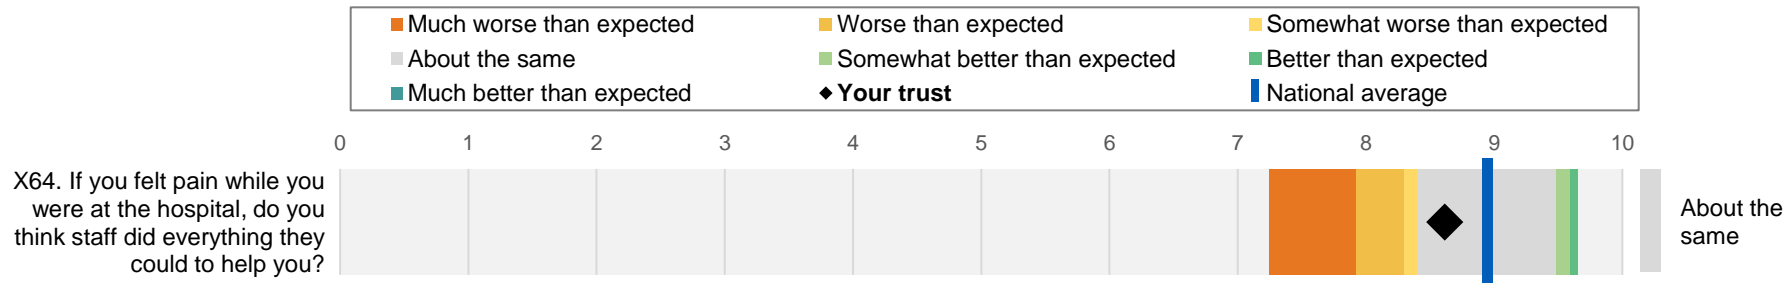 Much worse than expected
Worse than expected
Somewhat worse than expected
About the same
Somewhat better than expected
Better than expected
Much better than expected
Your trust
National average
0 1 2 3 4 5 6 7 8 9 10
X64. If you felt pain while you
were at the hospital, do you
think staff did everything they
could to help you?
About the
same